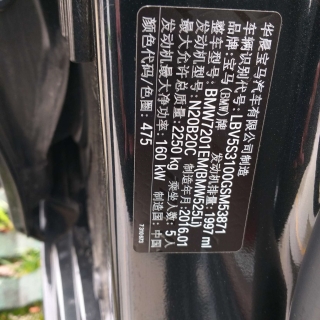 华晨宝马汽车有限公司制造
车辆识别代号: LBV5S3100GSM53871
品牌: 宝马 (BMW) 牌
整车型号: BMW7201EM(BMW525Li)
发动机型号: N20B20C 发动机排量: 1997 ml
最大允许总质量: 2250 kg 制造年月: 2016.01
发动机最大净功率: 160 kW 乘坐人数: 5 人
颜色代码/色图: 475 制造国: 中国